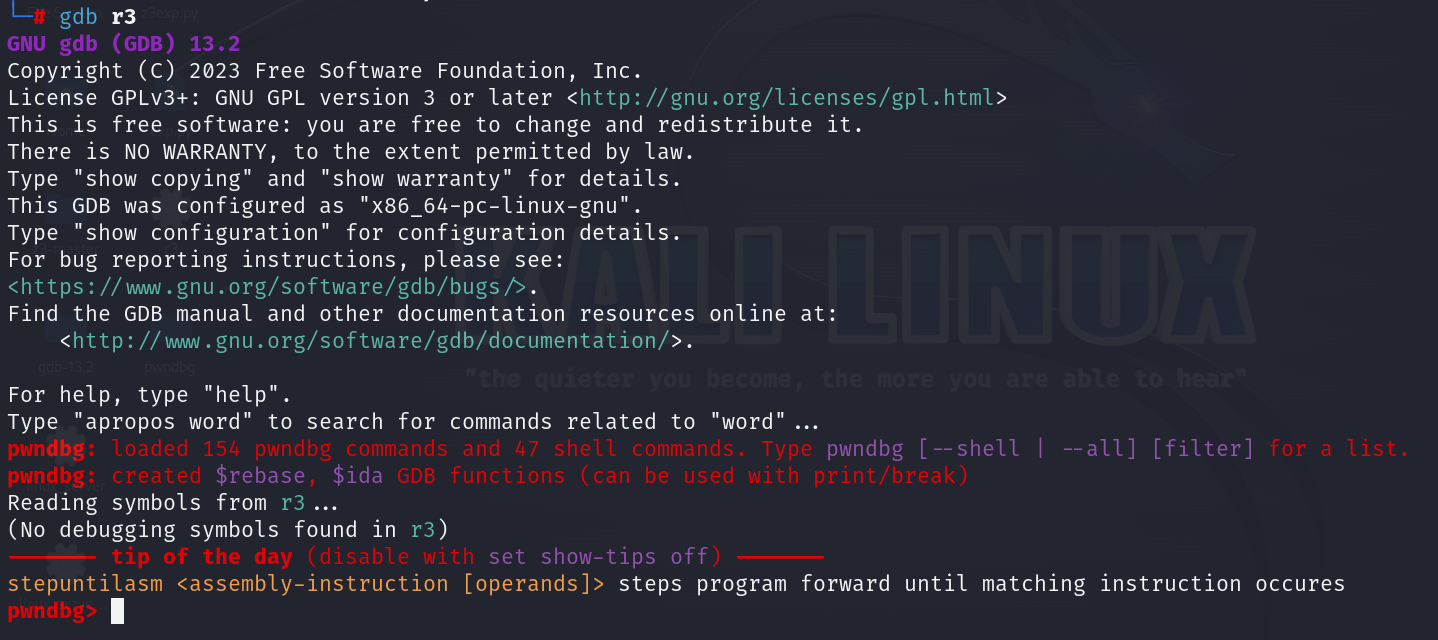 └─# gdb r3
GNU gdb (GDB) 13.2
Copyright (C) 2023 Free Software Foundation, Inc.
License GPLv3+: GNU GPL version 3 or later <http://gnu.org/licenses/gpl.html>
This is free software: you are free to change and redistribute it.
There is NO WARRANTY, to the extent permitted by law.
Type "show copying" and "show warranty" for details.
This GDB was configured as "x86_64-pc-linux-gnu".
Type "show configuration" for configuration details.
For bug reporting instructions, please see:
<https://www.gnu.org/software/gdb/bugs/>.
Find the GDB manual and other documentation resources online at:
    <http://www.gnu.org/software/gdb/documentation/>.
For help, type "help".
Type "apropos word" to search for commands related to "word"...
pwndbg: loaded 154 pwndbg commands and 47 shell commands. Type pwndbg [--shell | --all] [filter] for a list.
pwndbg: created $rebase, $ida GDB functions (can be used with print/break)
Reading symbols from r3...
(No debugging symbols found in r3)
tip of the day (disable with set show-tips off)
stepuntilasm <assembly-instruction [operands]> steps program forward until matching instruction occures
pwndbg>
KALI LINUX
"the quieter you become, the more you are able to hear"
z3exp.py
gdb-13.2
pwndbg